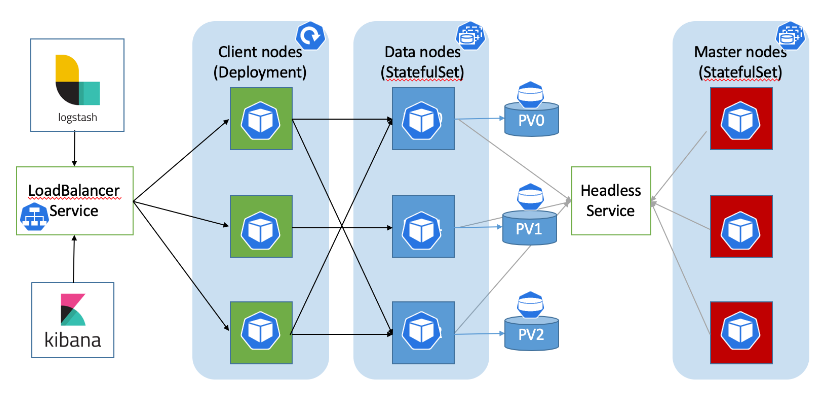 logstash
LoadBalancer
Service
kibana
Client nodes
(Deployment)
Data nodes
(StatefulSet)
PV0
PV1
PV2
Headless
Service
Master nodes
(StatefulSet)